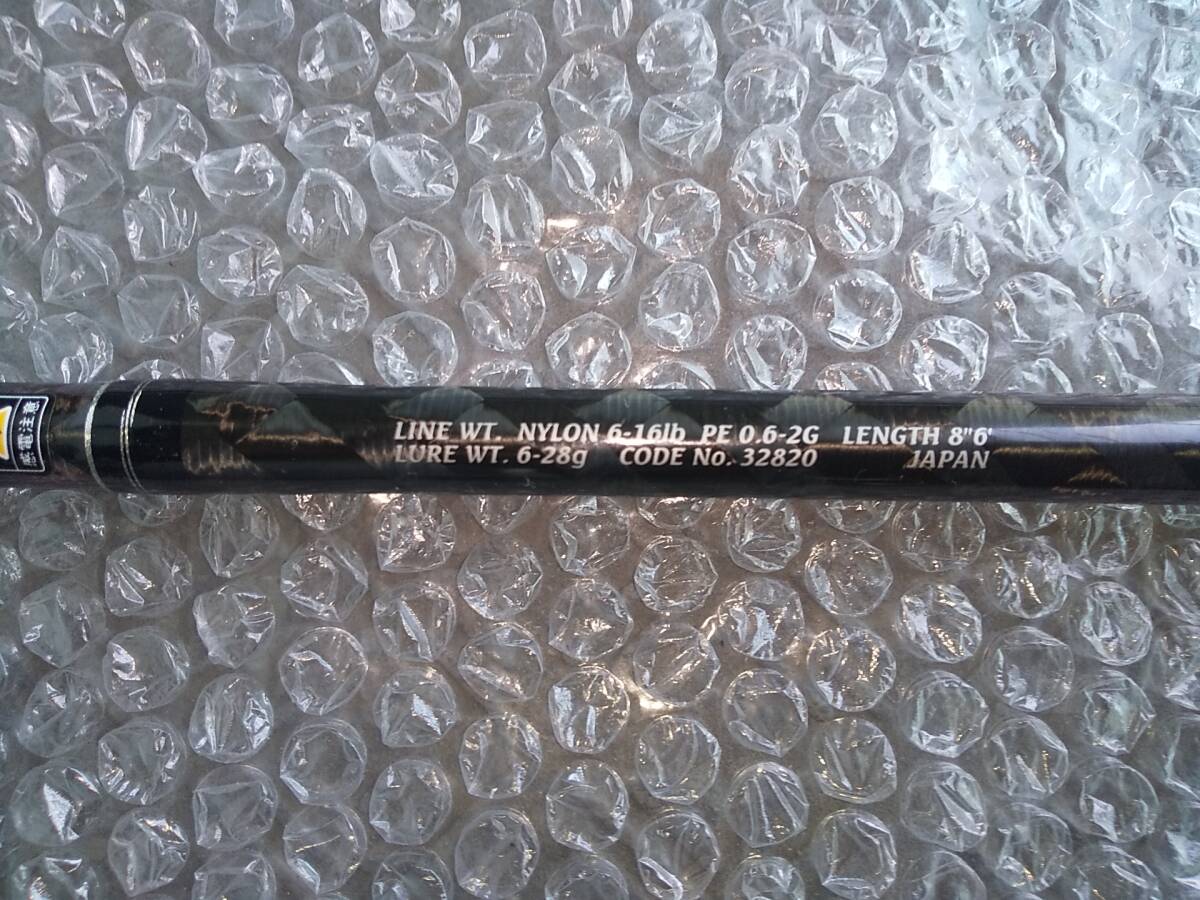 LINE WT. NYLON 6-16lb PE 0.6-2G LENGTH 8"6'
LURE WT. 6-28g CODE No. 32820 JAPAN
感電注意